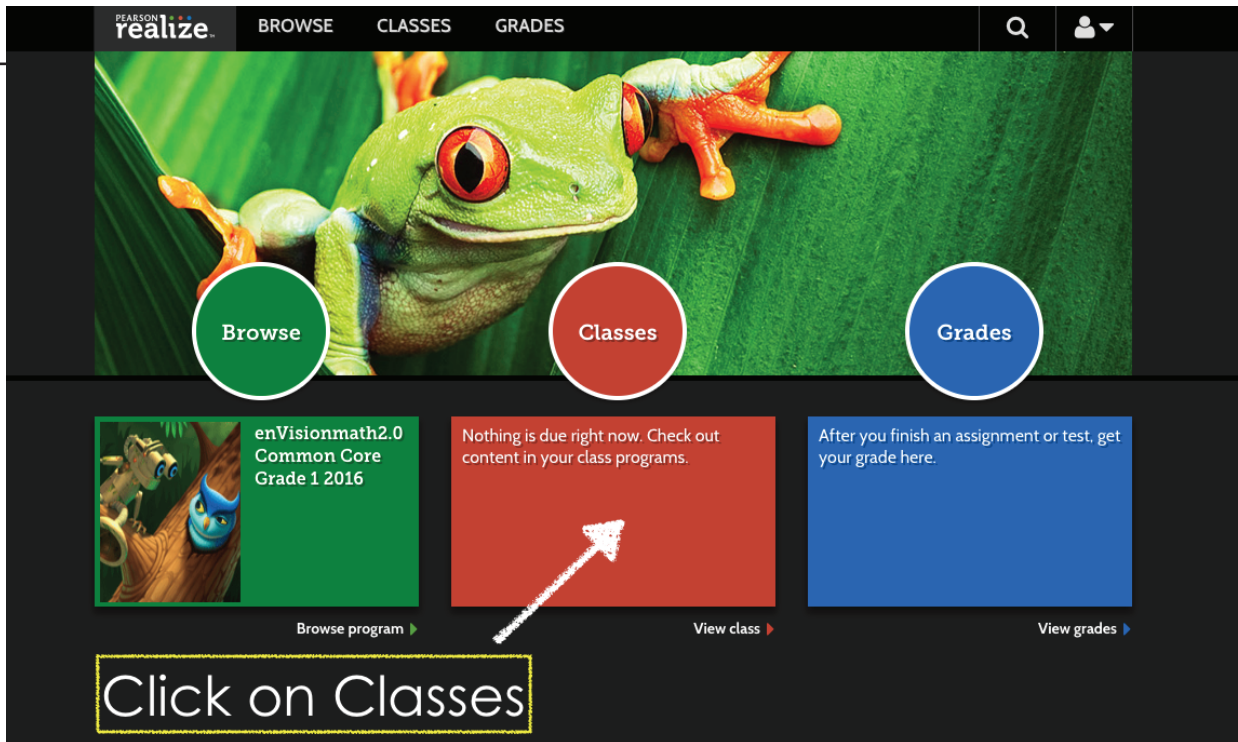 PEARSON
realize™
BROWSE CLASSES GRADES
Browse
Classes
Grades
enVisionmath2.0
Common Core
Grade 1 2016
Nothing is due right now. Check out
content in your class programs.
After you finish an assignment or test, get
your grade here.
Browse program
View class
View grades
Click on Classes